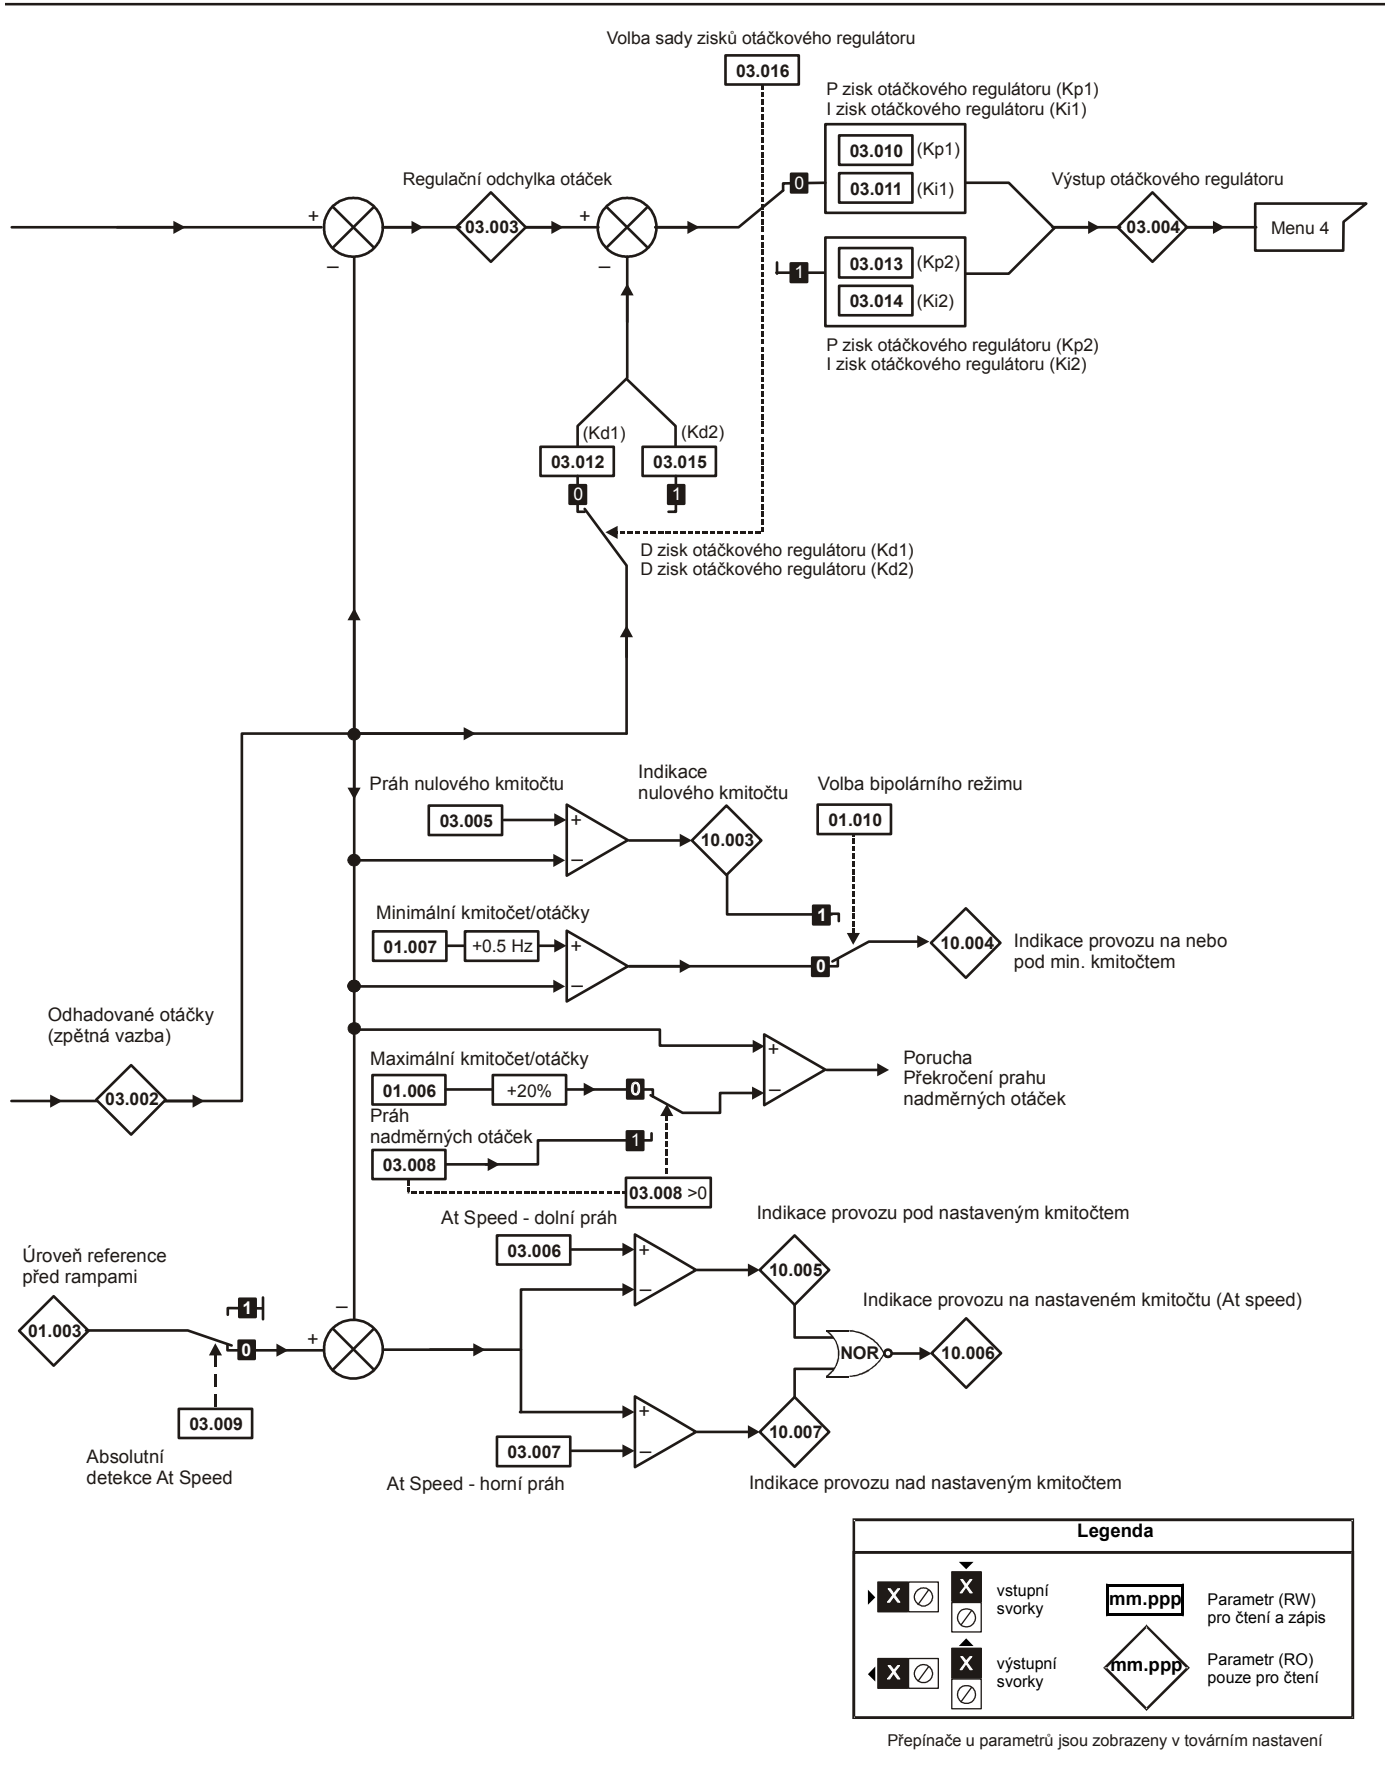 Volba sady zisků otáčkového regulátoru
03.016
P zisk otáčkového regulátoru (Kp1)
I zisk otáčkového regulátoru (Ki1)
03.010 (Kp1)
0
03.011 (Ki1)
Regulační odchylka otáček
Výstup otáčkového regulátoru
+
03.003
+
03.004
Menu 4
–
–
1
03.013 (Kp2)
03.014 (Ki2)
P zisk otáčkového regulátoru (Kp2)
I zisk otáčkového regulátoru (Ki2)
(Kd1)
(Kd2)
03.012
03.015
0
1
D zisk otáčkového regulátoru (Kd1)
D zisk otáčkového regulátoru (Kd2)
Práh nulového kmitočtu
Indikace
nulového kmitočtu
Volba bipolárního režimu
03.005
+
–
10.003
01.010
1
Minimální kmitočet/otáčky
01.007
+0.5 Hz
+
–
0
10.004
Indikace provozu na nebo
pod min. kmitočtem
Odhadované otáčky
(zpětná vazba)
03.002
Maximální kmitočet/otáčky
01.006
+20%
0
+
–
Porucha
Překročení prahu
nadměrných otáček
Práh
nadměrných otáček
1
03.008
03.008 >0
At Speed - dolní práh
Indikace provozu pod nastaveným kmitočtem
03.006
+
–
10.005
Úroveň reference
před rampami
01.003
1
0
–
+
Indikace provozu na nastaveném kmitočtu (At speed)
NOR
10.006
03.009
Absolutní
detekce At Speed
03.007
+
–
10.007
At Speed - horní práh
Indikace provozu nad nastaveným kmitočtem
Legenda
X
X
vstupní
svorky
mm.ppp
Parametr (RW)
pro čtení a zápis
X
X
výstupní
svorky
mm.ppp
Parametr (RO)
pouze pro čtení
Přepínače u parametrů jsou zobrazeny v továrním nastavení